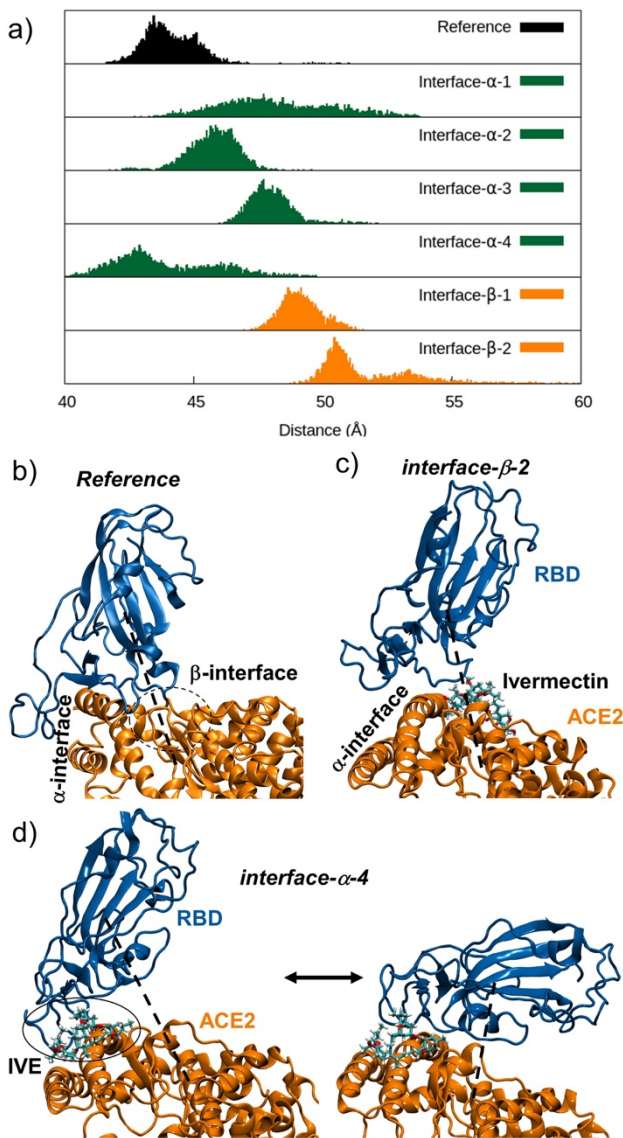 a)
Reference
Interface-α-1
Interface-α-2
Interface-α-3
Interface-α-4
Interface-β-1
Interface-β-2
40 45 50 55 60
Distance (Å)
b)
Reference
β-interface
α-interface
c)
interface-β-2
RBD
Ivermectin
ACE2
α-interface
d)
interface-α-4
RBD
ACE2
IVE